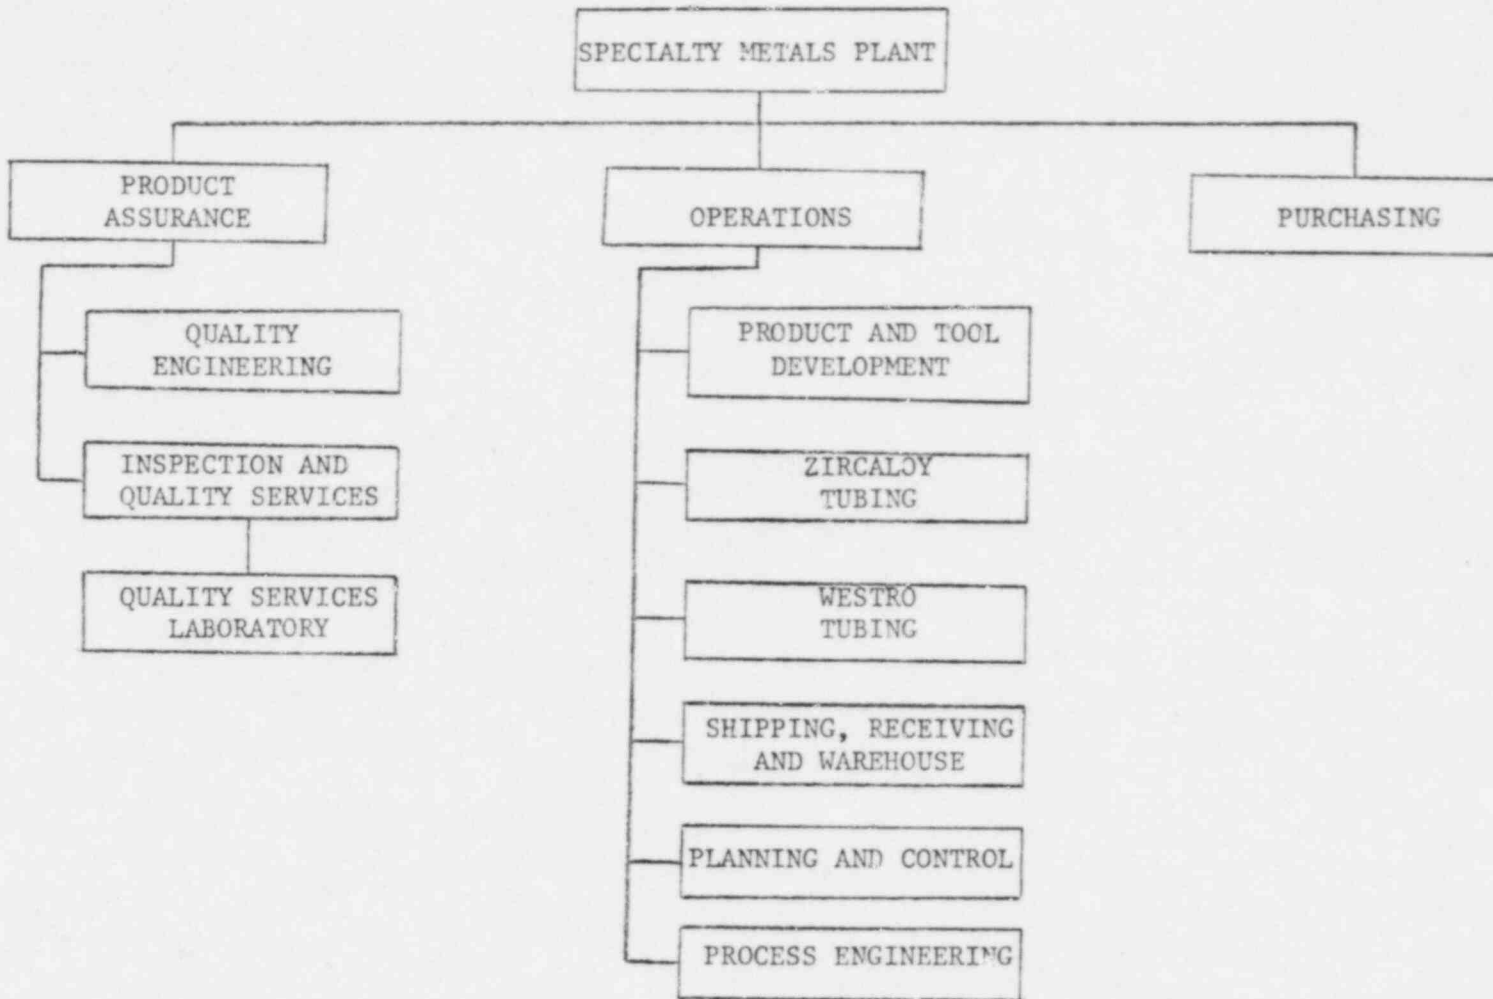 SPECIALTY METALS PLANT
PRODUCT
ASSURANCE
OPERATIONS
PURCHASING
QUALITY
ENGINEERING
INSPECTION AND
QUALITY SERVICES
QUALITY SERVICES
LABORATORY
PRODUCT AND TOOL
DEVELOPMENT
ZIRCALOY
TUBING
WESTRO
TUBING
SHIPPING, RECEIVING
AND WAREHOUSE
PLANNING AND CONTROL
PROCESS ENGINEERING